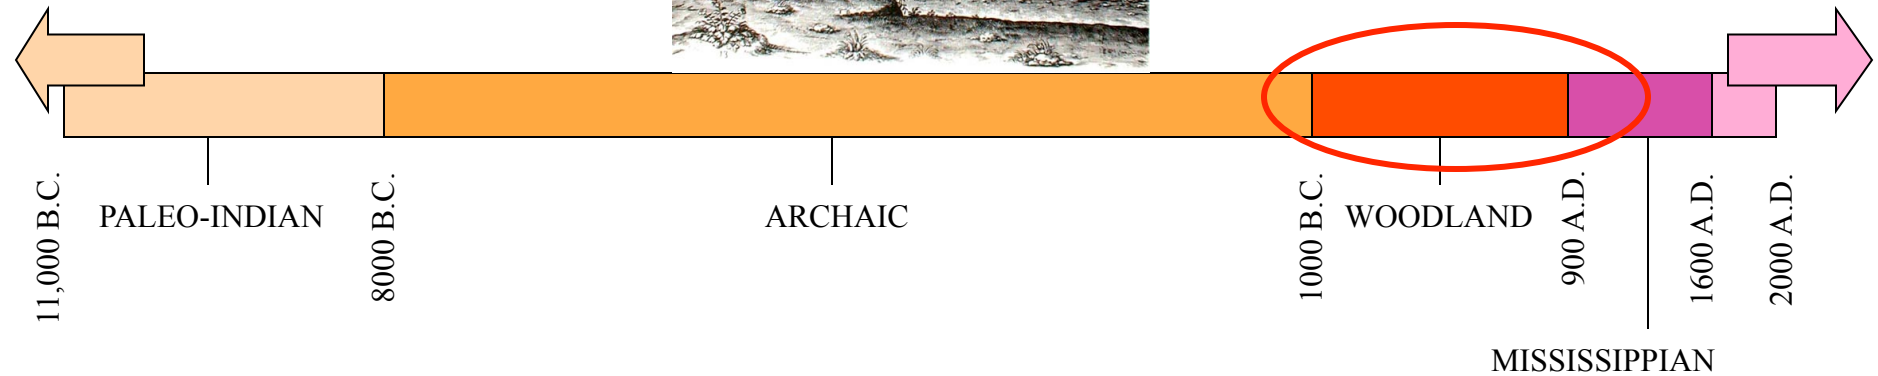 11,000 B.C.
PALEO-INDIAN
8000 B.C.
ARCHAIC
1000 B.C.
WOODLAND
900 A.D.
1600 A.D.
2000 A.D.
MISSISSIPPIAN